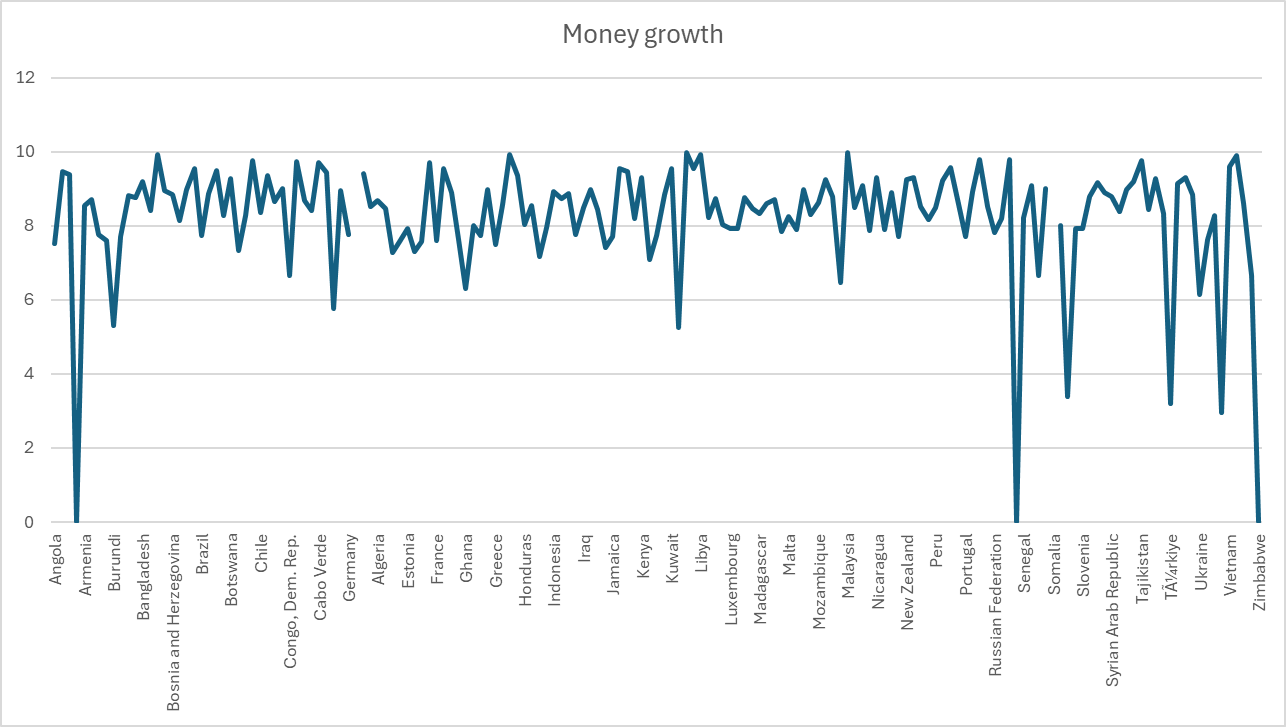 Money growth
12
10
8
6
4
2
0
Angola
Armenia
Burundi
Bangladesh
Bosnia and Herzegovina
Brazil
Botswana
Chile
Congo, Dem. Rep.
Cabo Verde
Germany
Algeria
Estonia
France
Ghana
Greece
Honduras
Indonesia
Iraq
Jamaica
Kenya
Kuwait
Libya
Luxembourg
Madagascar
Malta
Mozambique
Malaysia
Nicaragua
New Zealand
Peru
Portugal
Russian Federation
Senegal
Somalia
Slovenia
Syrian Arab Republic
Tajikistan
TÃ¼rkiye
Ukraine
Vietnam
Zimbabwe